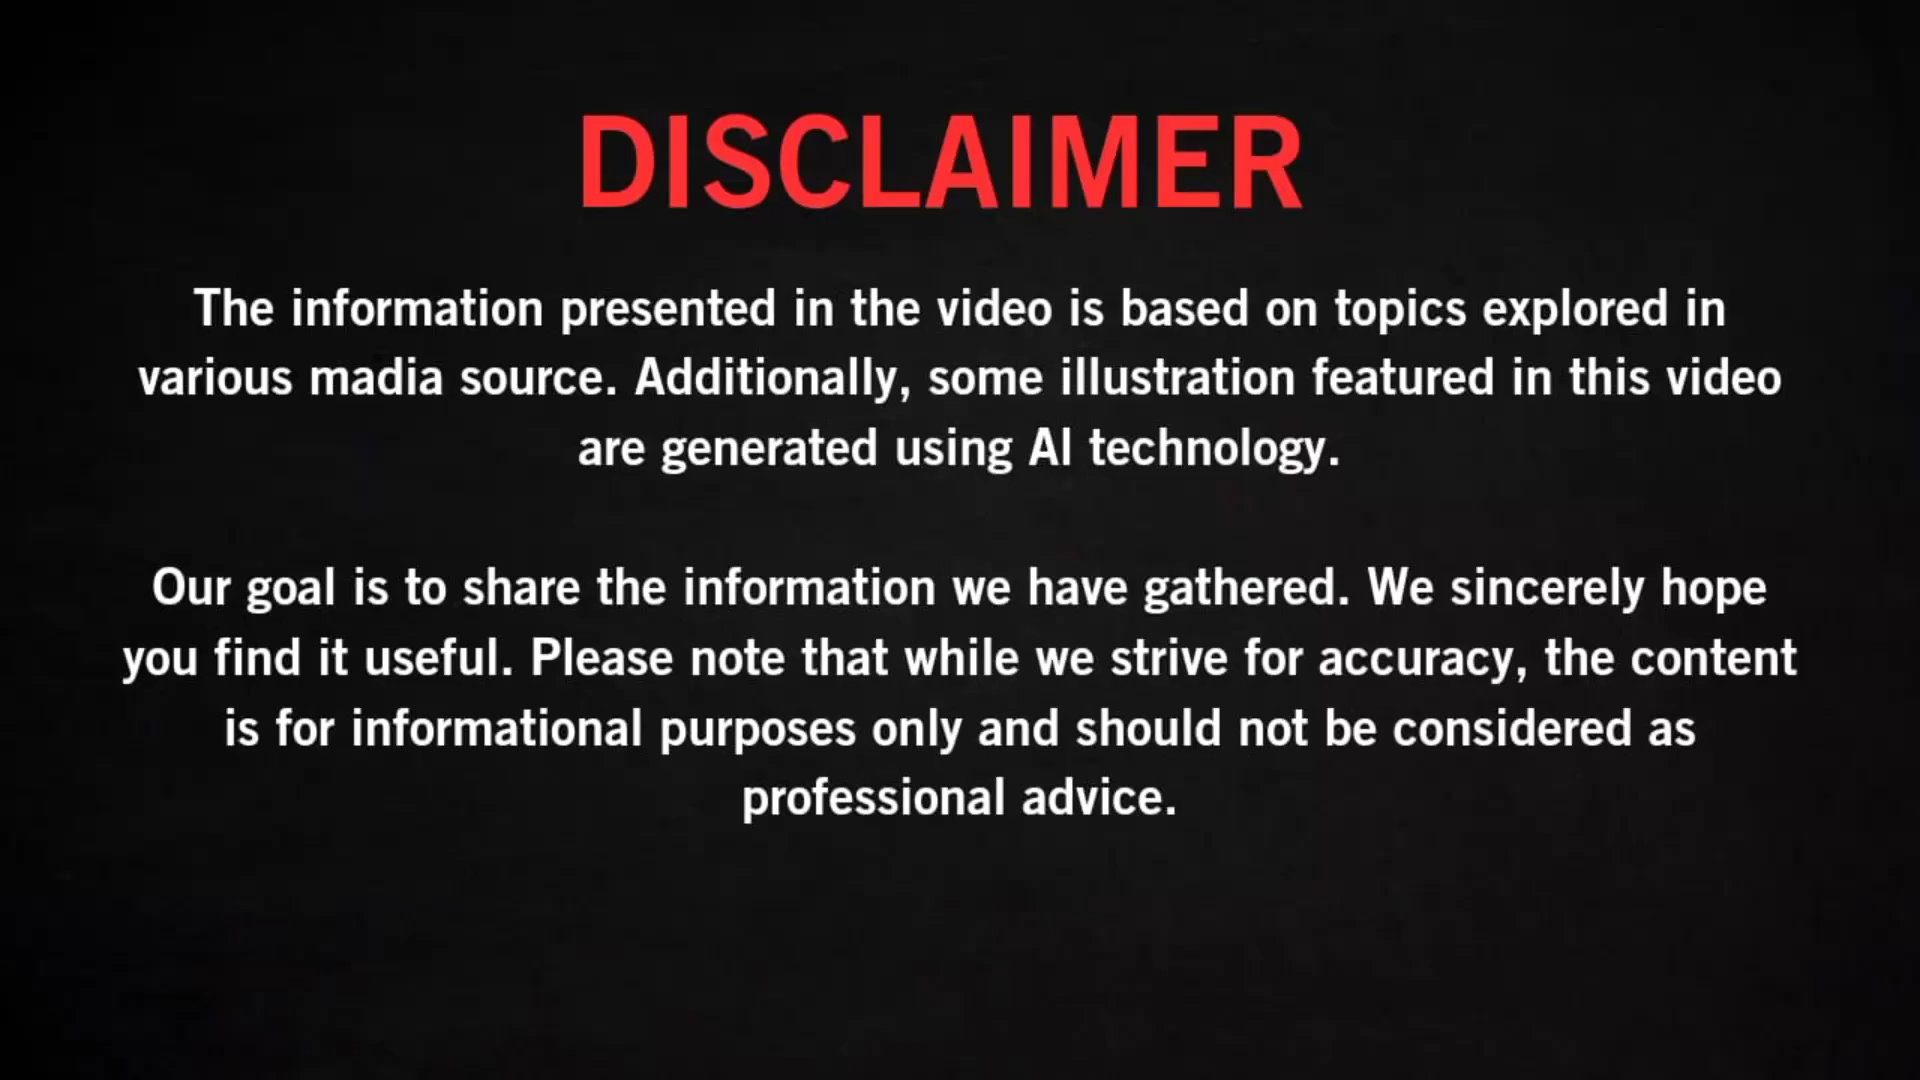 DISCLAIMER
The information presented in the video is based on topics explored in
various madia source. Additionally, some illustration featured in this video
are generated using AI technology.
Our goal is to share the information we have gathered. We sincerely hope
you find it useful. Please note that while we strive for accuracy, the content
is for informational purposes only and should not be considered as
professional advice.